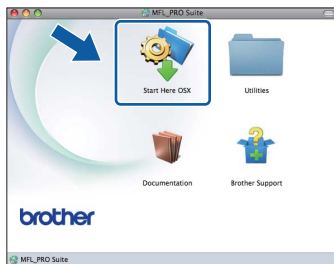 MFL_PRO Suite
Start Here OSX
Utilities
Documentation
Brother Support
brother
MFL_PRO Suite